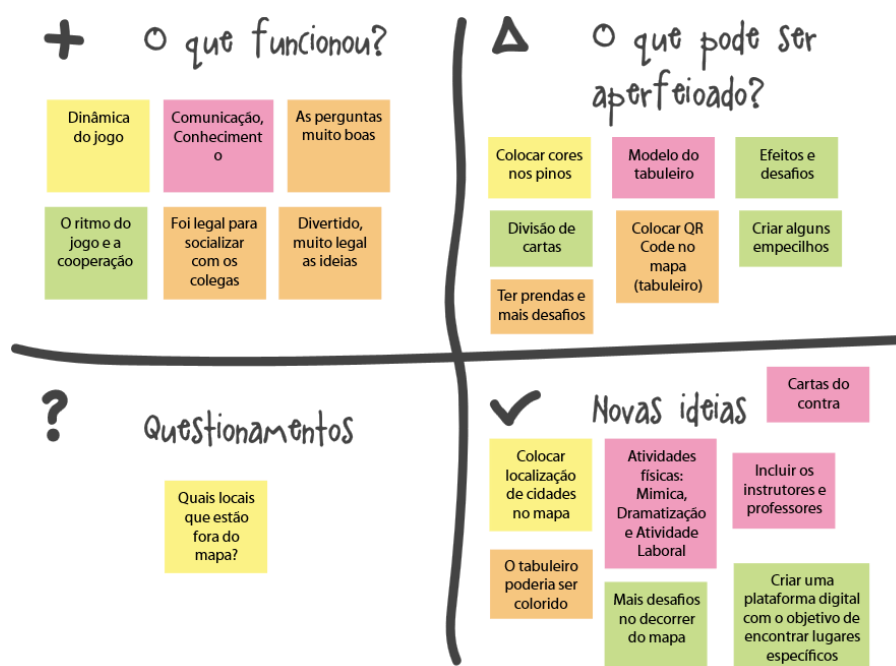 + O que funcionou?
Dinâmica
do jogo
Comunicação,
Conheciment
o
As perguntas
muito boas
O ritmo do
jogo e a
cooperação
Foi legal para
socializar
com os
colegas
Divertido,
muito legal
as ideias
Δ O que pode ser
aperfeioado?
Colocar cores
nos pinos
Modelo do
tabuleiro
Efeitos e
desafios
Divisão de
cartas
Colocar QR
Code no
mapa
(tabuleiro)
Criar alguns
empecilhos
Ter prendas e
mais desafios
? Questionamentos
Quais locais
que estão
fora do
mapa?
✓ Novas ideias
Cartas do
contra
Colocar
localização
de cidades
no mapa
Atividades
físicas:
Mimica,
Dramatização
e Atividade
Laboral
Incluir os
instrutores e
professores
O tabuleiro
poderia ser
colorido
Mais desafios
no decorrer
do mapa
Criar uma
plataforma digital
com o objetivo de
encontrar lugares
específicos